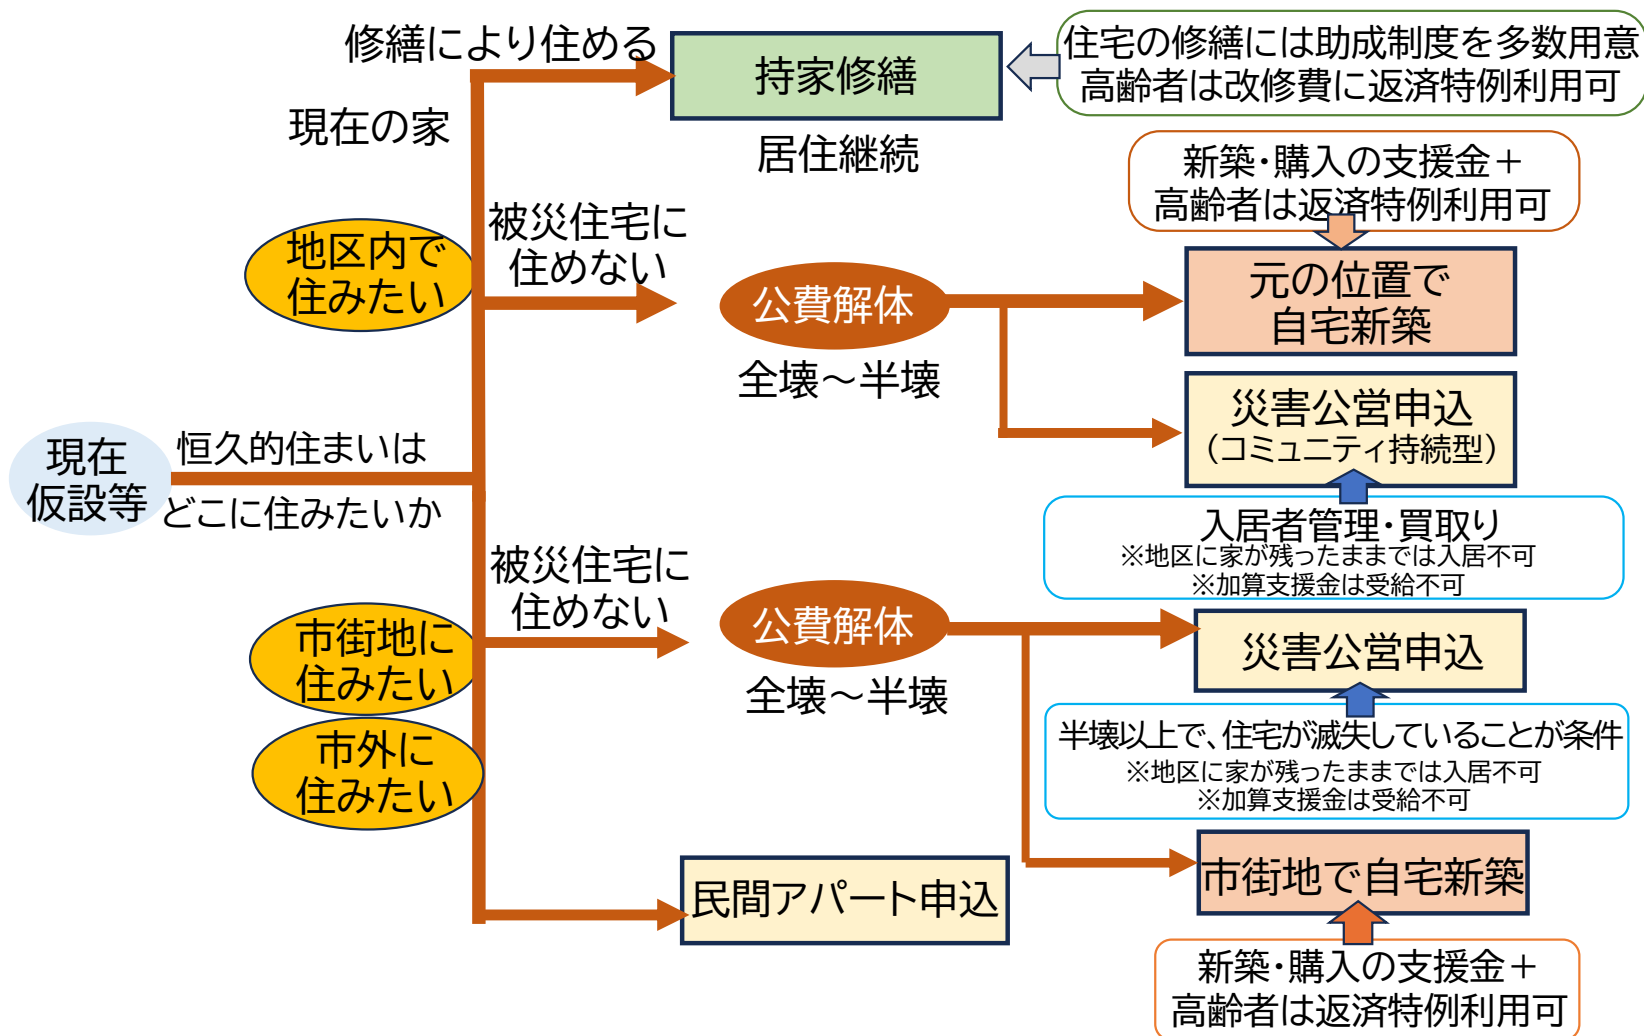 修繕により住める
持家修繕
住宅の修繕には助成制度を多数用意
高齢者は改修費に返済特例利用可
現在の家
居住継続
新築・購入の支援金＋
高齢者は返済特例利用可
地区内で
住みたい
被災住宅に
住めない
公費解体
全壊～半壊
元の位置で
自宅新築
災害公営申込
（コミュニティ持続型）
現在
仮設等
恒久的住まいは
どこに住みたいか
入居者管理・買取り
※地区に家が残ったままでは入居不可
※加算支援金は受給不可
被災住宅に
住めない
公費解体
全壊～半壊
市街地に
住みたい
災害公営申込
半壊以上で、住宅が滅失していることが条件
※地区に家が残ったままでは入居不可
※加算支援金は受給不可
市外に
住みたい
民間アパート申込
市街地で自宅新築
新築・購入の支援金＋
高齢者は返済特例利用可